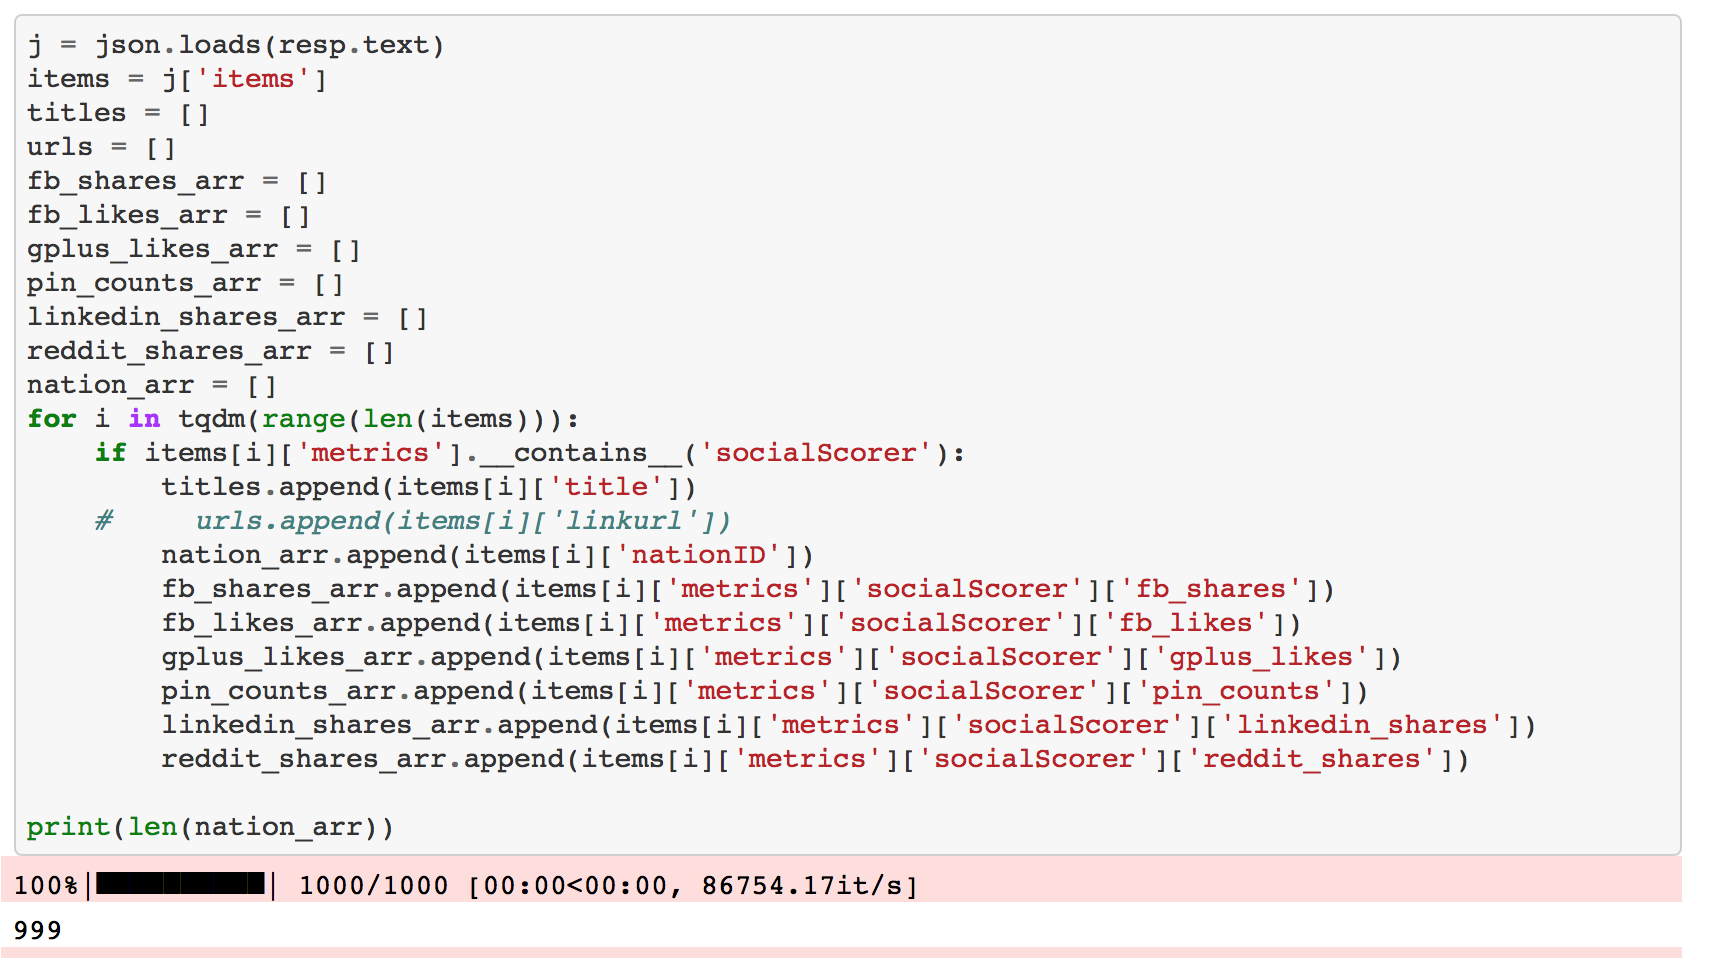 j = json.loads(resp.text)
items = j['items']
titles = []
urls = []
fb_shares_arr = []
fb_likes_arr = []
gplus_likes_arr = []
pin_counts_arr = []
linkedin_shares_arr = []
reddit_shares_arr = []
nation_arr = []
for i in tqdm(range(len(items))):
    if items[i]['metrics'].__contains__('socialScorer'):
        titles.append(items[i]['title'])
    #     urls.append(items[i]['linkurl'])
        nation_arr.append(items[i]['nationID'])
        fb_shares_arr.append(items[i]['metrics']['socialScorer']['fb_shares'])
        fb_likes_arr.append(items[i]['metrics']['socialScorer']['fb_likes'])
        gplus_likes_arr.append(items[i]['metrics']['socialScorer']['gplus_likes'])
        pin_counts_arr.append(items[i]['metrics']['socialScorer']['pin_counts'])
        linkedin_shares_arr.append(items[i]['metrics']['socialScorer']['linkedin_shares'])
        reddit_shares_arr.append(items[i]['metrics']['socialScorer']['reddit_shares'])
print(len(nation_arr))
100%|██████████| 1000/1000 [00:00<00:00, 86754.17it/s]
999